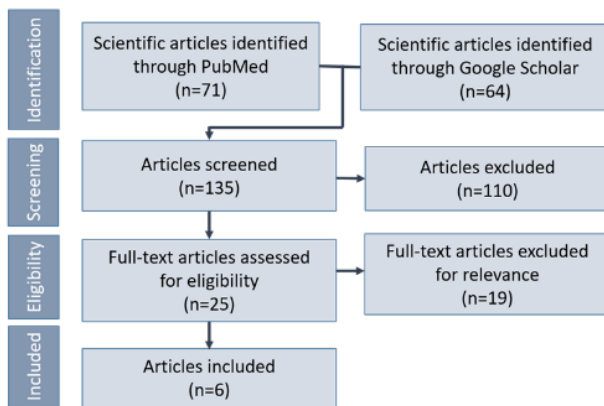 Identification
Scientific articles identified
through PubMed
(n=71)
Scientific articles identified
through Google Scholar
(n=64)
Screening
Articles screened
(n=135)
Articles excluded
(n=110)
Eligibility
Full-text articles assessed
for eligibility
(n=25)
Full-text articles excluded
for relevance
(n=19)
Included
Articles included
(n=6)